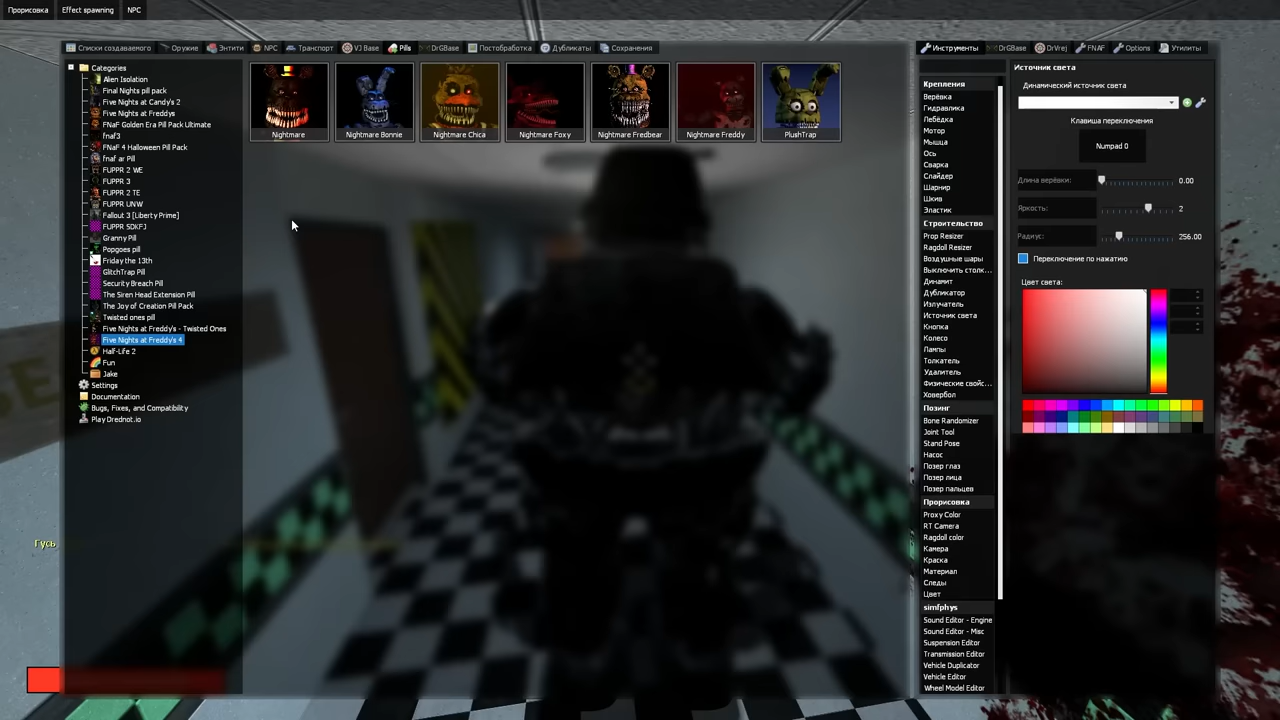 Прорисовка
Effect spawning
NPC
Списки создаваемого
Оружие
Энтити
NPC
Транспорт
VJ Base
Pills
DrGBase
Постобработка
Дубликаты
Сохранения
Categories
Alien Isolation
Final Nights pill pack
Five Nights at Candy's 2
Five Nights at Freddys
FNaF Golden Era Pill Pack Ultimate
fnaf3
FNaF 4 Halloween Pill Pack
fnaf ar Pill
FUPPR 2 WE
FUPPR 3
FUPPR 2 TE
FUPPR UNW
Fallout 3 [Liberty Prime]
FUPPR SDKFJ
Granny Pill
Popgoes pill
Friday the 13th
GlitchTrap Pill
Security Breach Pill
The Siren Head Extension Pill
The Joy of Creation Pill Pack
Twisted ones pill
Five Nights at Freddy's - Twisted Ones
Five Nights at Freddy's 4
Half-Life 2
Fun
Jake
Settings
Documentation
Bugs, Fixes, and Compatibility
Play Drednot.io
Nightmare
Nightmare Bonnie
Nightmare Chica
Nightmare Foxy
Nightmare Fredbear
Nightmare Freddy
PlushTrap
Гусь
Инструменты
DrGBase
DrVrej
FNAF
Options
Утилиты
Крепления
Верёвка
Гидравлика
Лебёдка
Мотор
Мышца
Ось
Сварка
Слайдер
Шарнир
Шкив
Эластик
Строительство
Prop Resizer
Ragdoll Resizer
Воздушные шары
Выключить столк...
Динамит
Дубликатор
Излучатель
Источник света
Кнопка
Колесо
Лампы
Толкатель
Удалитель
Физические свойс...
Ховербол
Позинг
Bone Randomizer
Joint Tool
Stand Pose
Насос
Позер глаз
Позер лица
Позер пальцев
Прорисовка
Proxy Color
RT Camera
Ragdoll color
Камера
Краска
Материал
Следы
Цвет
simfphys
Sound Editor - Engine
Sound Editor - Misc
Suspension Editor
Transmission Editor
Vehicle Duplicator
Vehicle Editor
Wheel Model Editor
Источник света
Динамический источник света
Клавиша переключения
Numpad 0
Длина верёвки:
0.00
Яркость:
2
Радиус:
256.00
Переключение по нажатию
Цвет света: